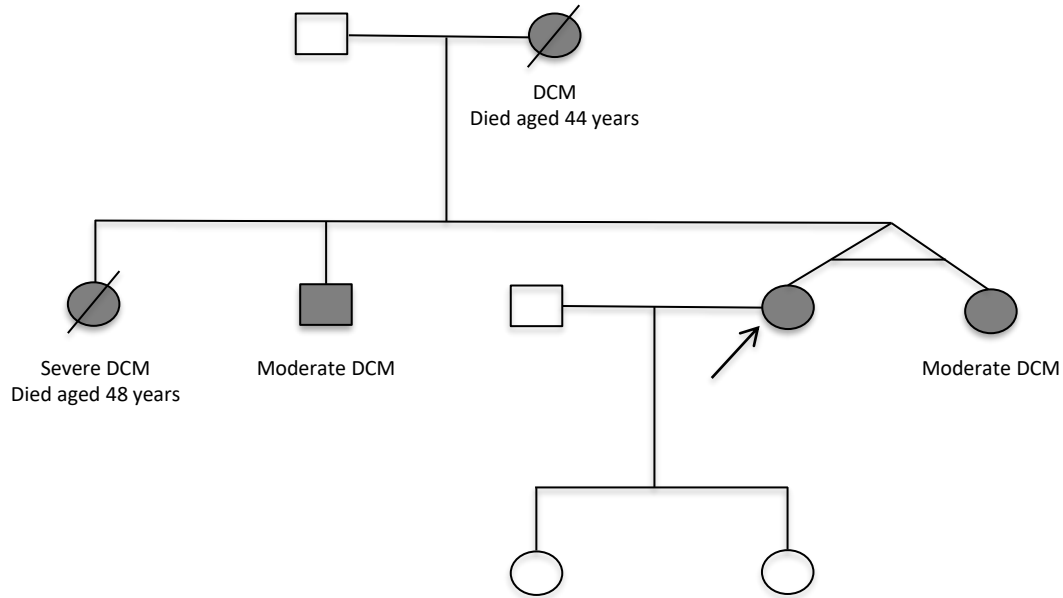 DCM
Died aged 44 years
Severe DCM
Died aged 48 years
Moderate DCM
Moderate DCM